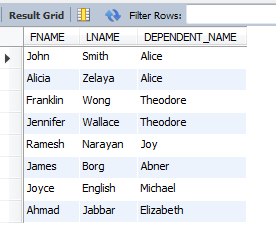 Result Grid Filter Rows:
FNAME LNAME DEPENDENT_NAME
John Smith Alice
Alicia Zelaya Alice
Franklin Wong Theodore
Jennifer Wallace Theodore
Ramesh Narayan Joy
James Borg Abner
Joyce English Michael
Ahmad Jabbar Elizabeth